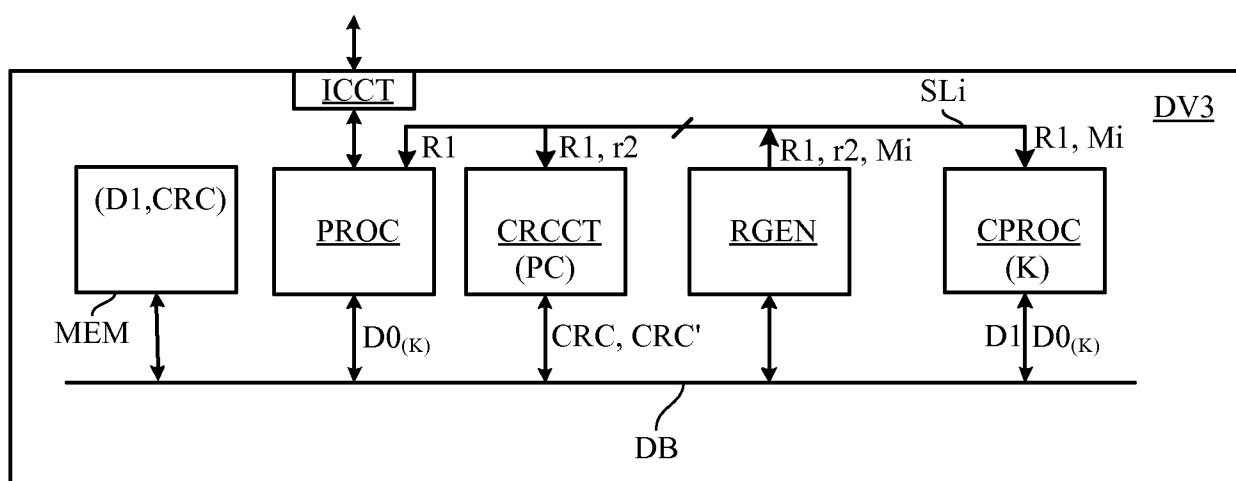 ICCT
SLi
DV3
R1
R1, r2
R1, r2, Mi
R1, Mi
(D1,CRC)
PROC
CRCCT
(PC)
RGEN
CPROC
(K)
MEM
D0(K)
CRC, CRC'
D1
D0(K)
DB